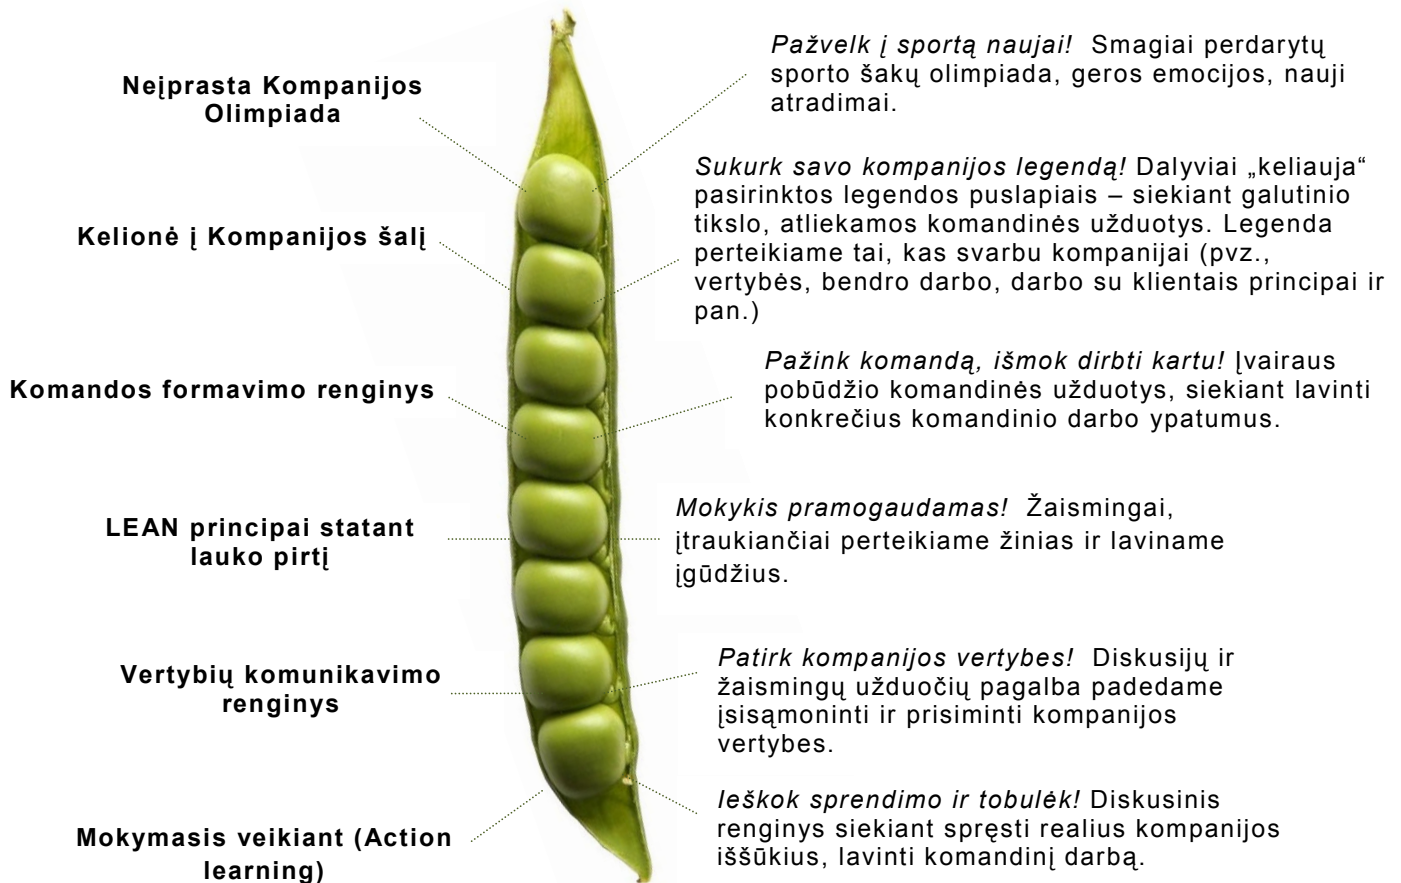 Neįprasta Kompanijos
Olimpiada
Pažvelk į sportą naujai! Smagiai perdarytų
sporto šakų olimpiada, geros emocijos, nauji
atradimai.
Kelionė į Kompanijos šalį
Sukurk savo kompanijos legendą! Dalyviai „keliauja“
pasirinktos legendos puslapiais – siekiant galutinio
tikslo, atliekamos komandinės užduotys. Legenda
perteikiame tai, kas svarbu kompanijai (pvz.,
vertybės, bendro darbo, darbo su klientais principai ir
pan.)
Komandos formavimo renginys
Pažink komandą, išmok dirbti kartu! Įvairaus
pobūdžio komandinės užduotys, siekiant lavinti
konkrečius komandinio darbo ypatumus.
LEAN principai statant
lauko pirtį
Mokykis pramogaudamas! Žaismingai,
įtraukiančiai perteikiame žinias ir laviname
įgūdžius.
Vertybių komunikavimo
renginys
Patirk kompanijos vertybes! Diskusijų ir
žaismingų užduočių pagalba padedame
įsisąmoninti ir prisiminti kompanijos
vertybes.
Mokymasis veikiant (Action
learning)
Ieškok sprendimo ir tobulėk! Diskusinis
renginys siekiant spręsti realius kompanijos
iššūkius, lavinti komandinį darbą.